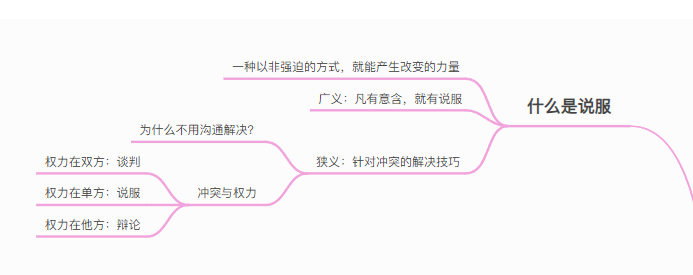 一种以非强迫的方式，就能产生改变的力量
广义：凡有意含，就有说服
什么是说服
为什么不用沟通解决？
狭义：针对冲突的解决技巧
权力在双方：谈判
权力在单方：说服
冲突与权力
权力在他方：辩论